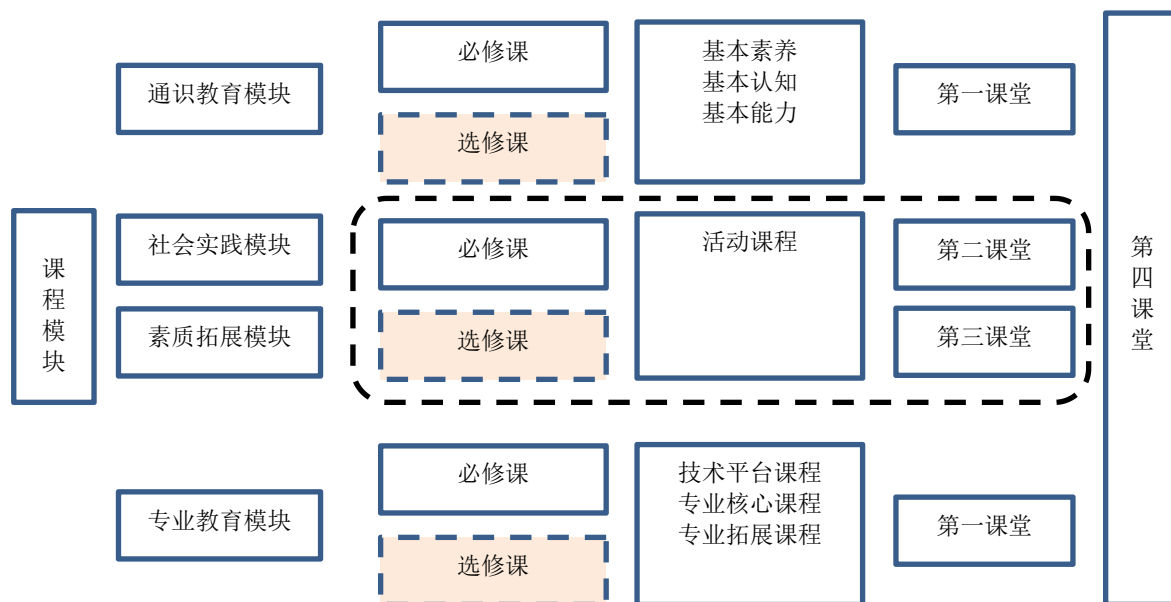 课程模块
通识教育模块
必修课
选修课
基本素养
基本认知
基本能力
第一课堂
社会实践模块
素质拓展模块
必修课
选修课
活动课程
第二课堂
第三课堂
专业教育模块
必修课
选修课
技术平台课程
专业核心课程
专业拓展课程
第一课堂
第四课堂